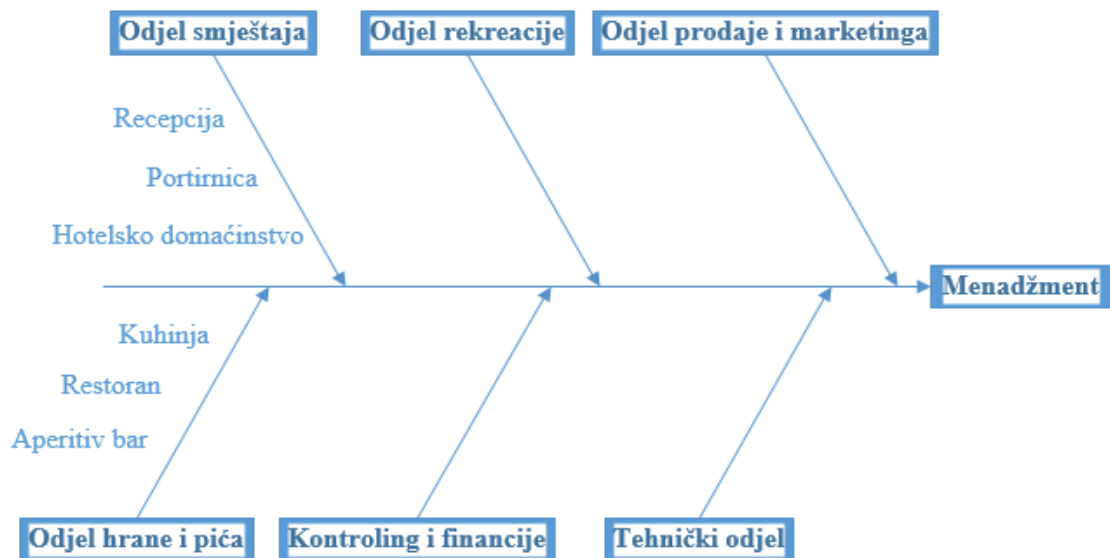 Odjel smještaja
Odjel rekreacije
Odjel prodaje i marketinga
Recepcija
Portirnica
Hotelsko domaćinstvo
Menadžment
Kuhinja
Restoran
Aperitiv bar
Odjel hrane i pića
Kontroling i financije
Tehnički odjel